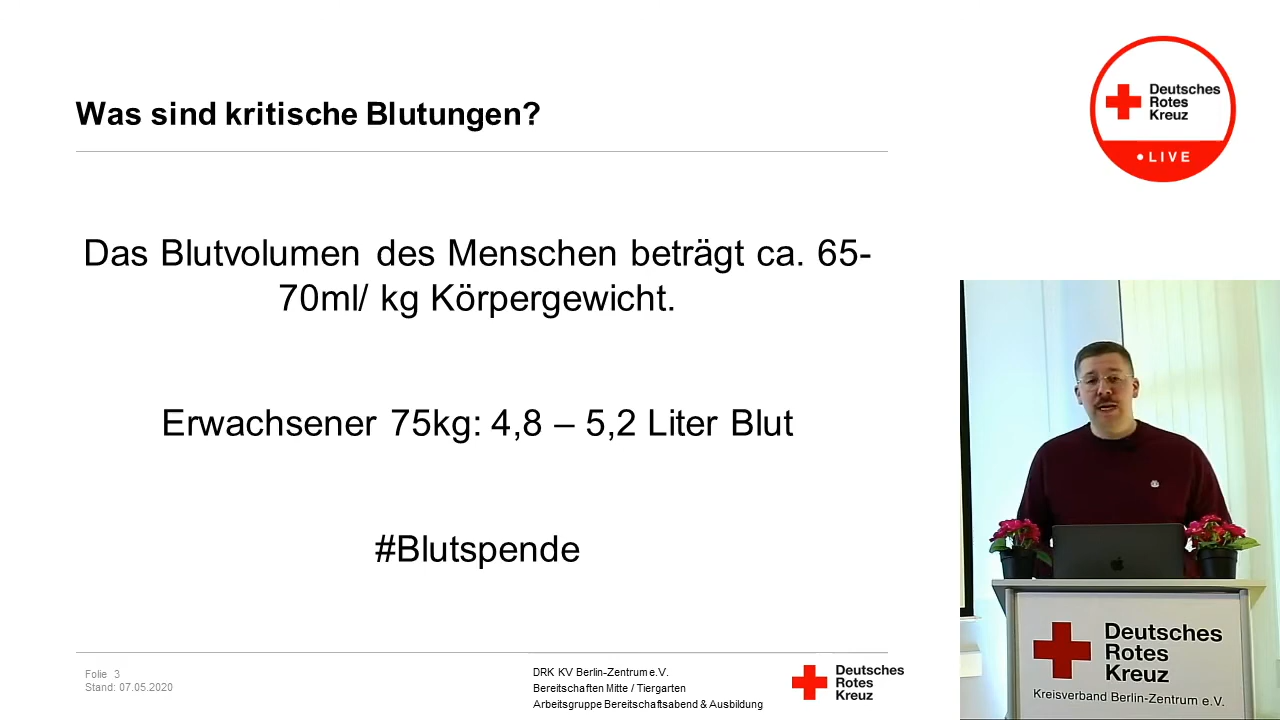 Was sind kritische Blutungen?
Deutsches
Rotes
Kreuz
LIVE
Das Blutvolumen des Menschen beträgt ca. 65-
70ml/ kg Körpergewicht.
Erwachsener 75kg: 4,8 – 5,2 Liter Blut
#Blutspende
Folie 3
Stand: 07.05.2020
DRK KV Berlin-Zentrum e.V.
Bereitschaften Mitte / Tiergarten
Arbeitsgruppe Bereitschaftsabend & Ausbildung
Deutsches
Rotes
Kreuz
Deutsches
Rotes
Kreuz
Kreisverband Berlin-Zentrum e.V.